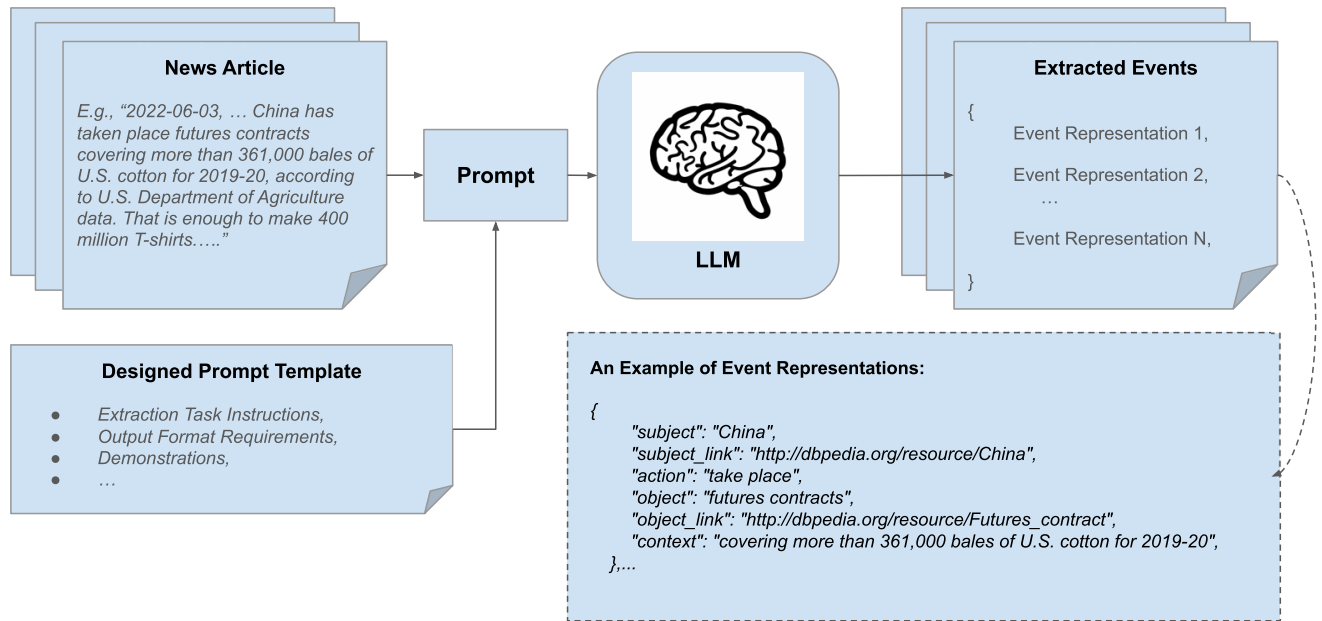 News Article
E.g., “2022-06-03, … China has
taken place futures contracts
covering more than 361,000 bales of
U.S. cotton for 2019-20, according
to U.S. Department of Agriculture
data. That is enough to make 400
million T-shirts.….”
Designed Prompt Template
● Extraction Task Instructions,
● Output Format Requirements,
● Demonstrations,
● …
Prompt
LLM
Extracted Events
{
Event Representation 1,
Event Representation 2,
…
Event Representation N,
}
An Example of Event Representations:
{
"subject": "China",
"subject_link": "http://dbpedia.org/resource/China",
"action": "take place",
"object": "futures contracts",
"object_link": "http://dbpedia.org/resource/Futures_contract",
"context": "covering more than 361,000 bales of U.S. cotton for 2019-20",
},...